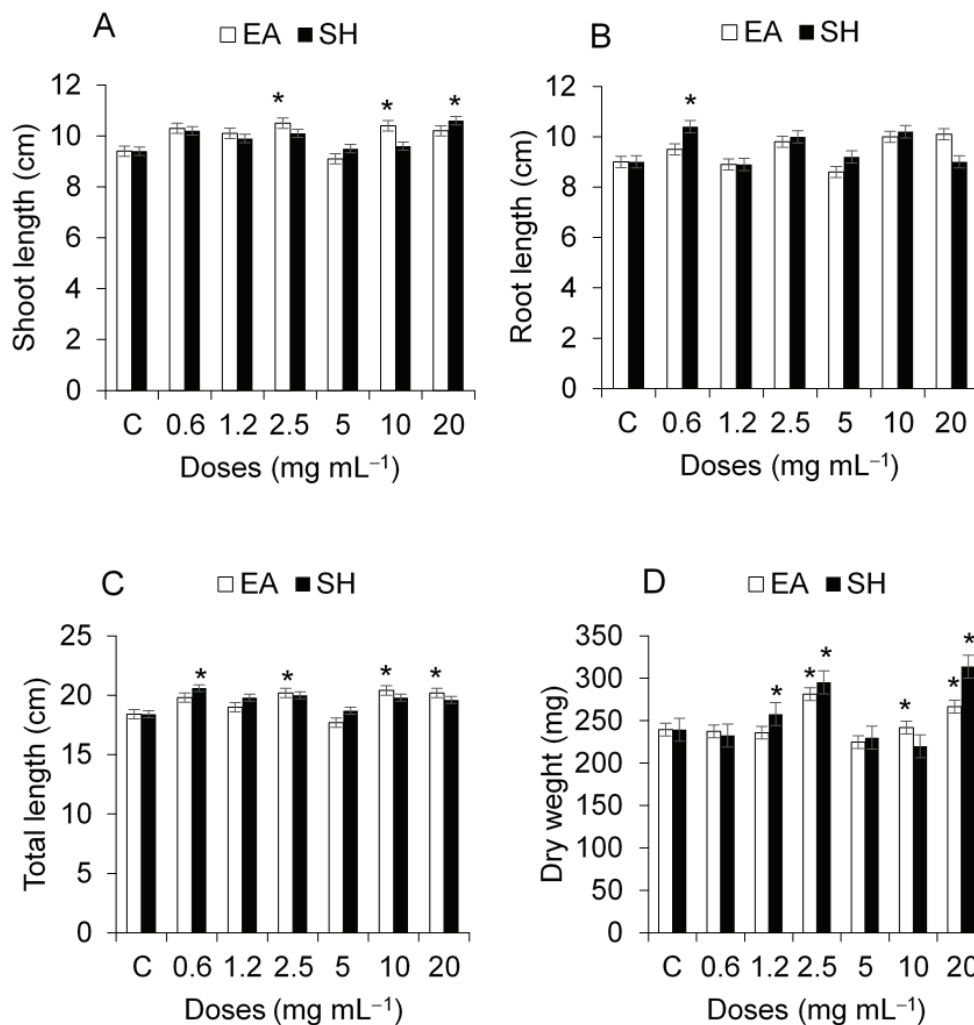 A
EA SH
*
*
*
12
10
8
6
4
2
0
Shoot length (cm)
C 0.6 1.2 2.5 5 10 20
Doses (mg mL⁻¹)
B
EA SH
*
12
10
8
6
4
2
0
Root length (cm)
C 0.6 1.2 2.5 5 10 20
Doses (mg mL⁻¹)
C
EA SH
*
*
*
*
25
20
15
10
5
0
Total length (cm)
C 0.6 1.2 2.5 5 10 20
Doses (mg mL⁻¹)
D
EA SH
*
*
*
*
*
*
350
300
250
200
150
100
50
0
Dry weght (mg)
C 0.6 1.2 2.5 5 10 20
Doses (mg mL⁻¹)